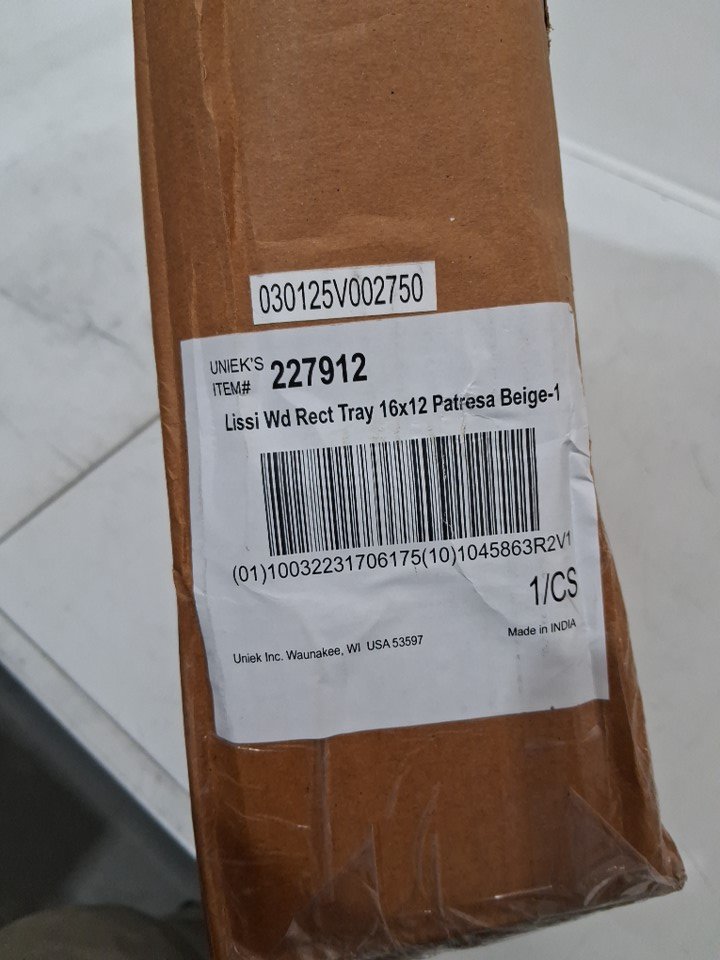 030125V002750
UNIEK'S
ITEM# 227912
Lissi Wd Rect Tray 16x12 Patresa Beige-1
(01)10032231706175(10)1045863R2V1
1/CS
Uniek Inc. Waunakee, WI USA 53597
Made in INDIA